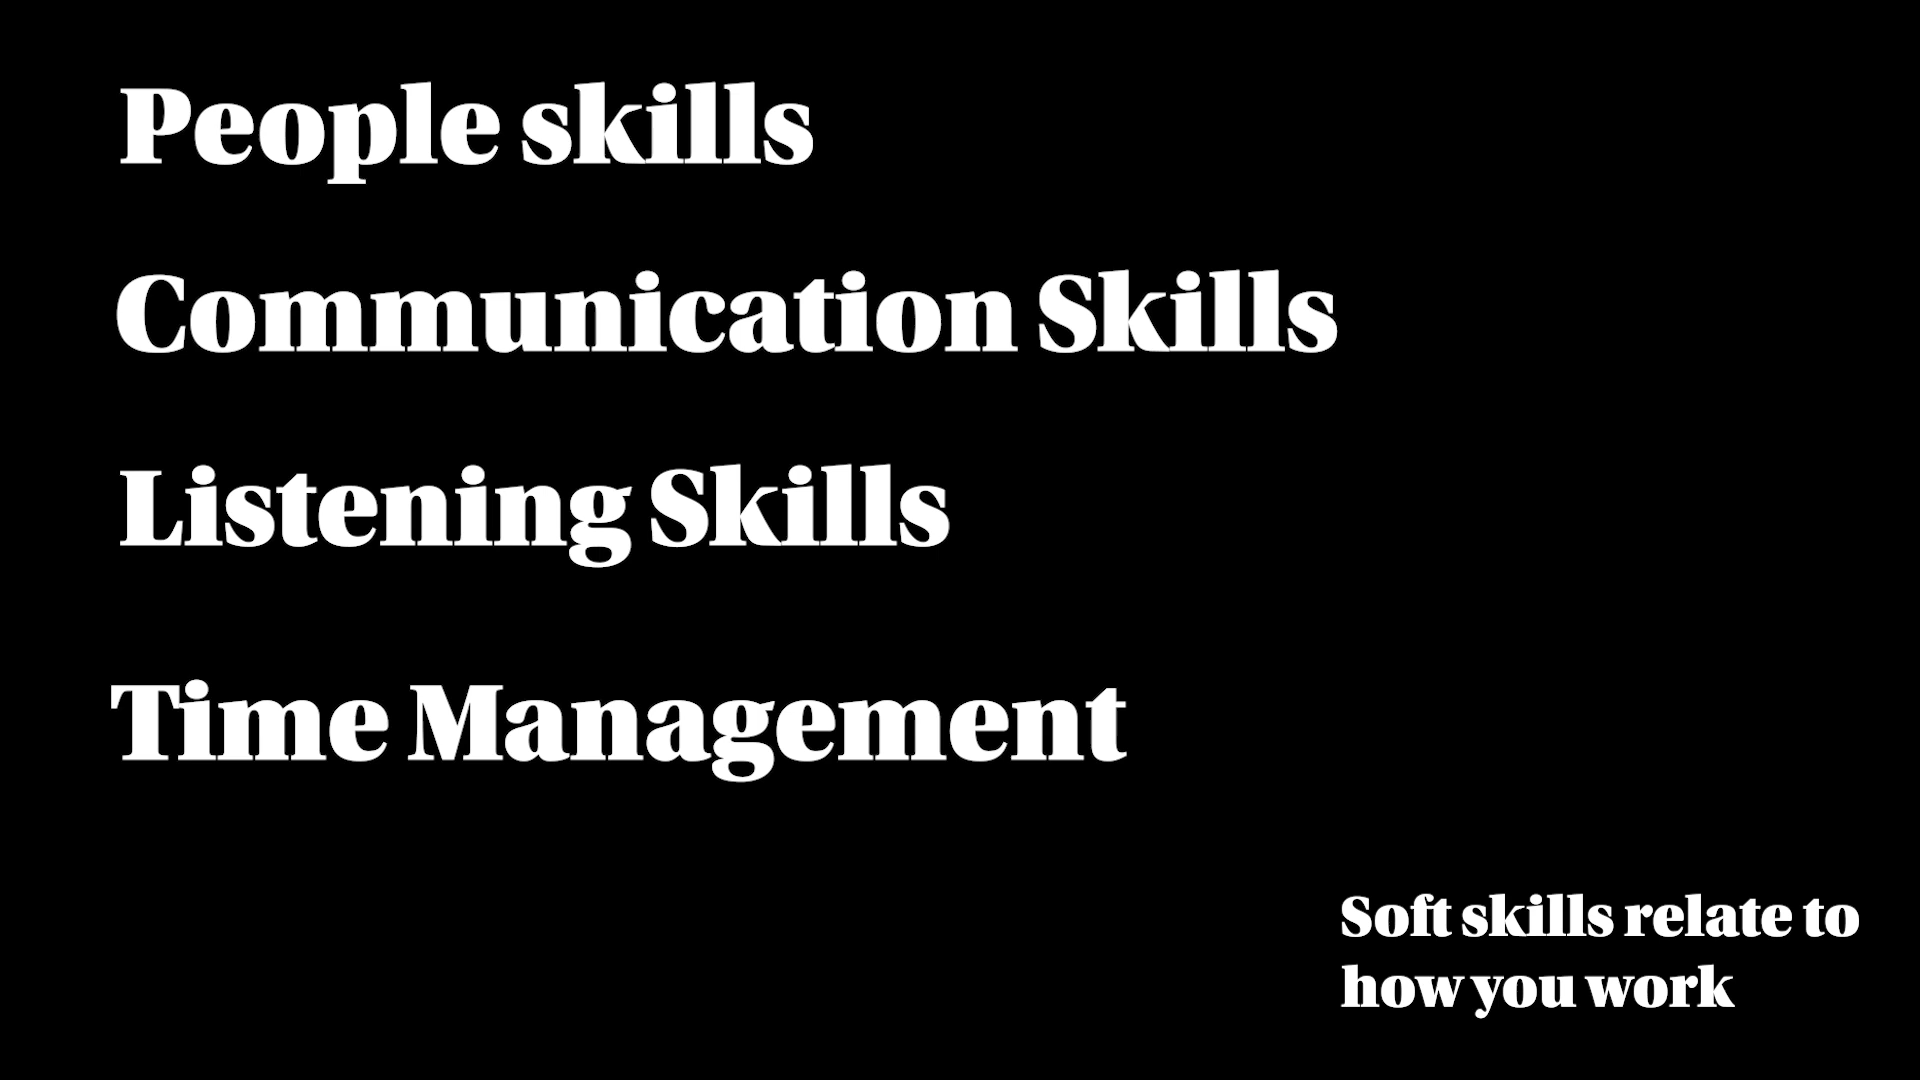 People skills
Communication Skills
Listening Skills
Time Management
Soft skills relate to
how you work